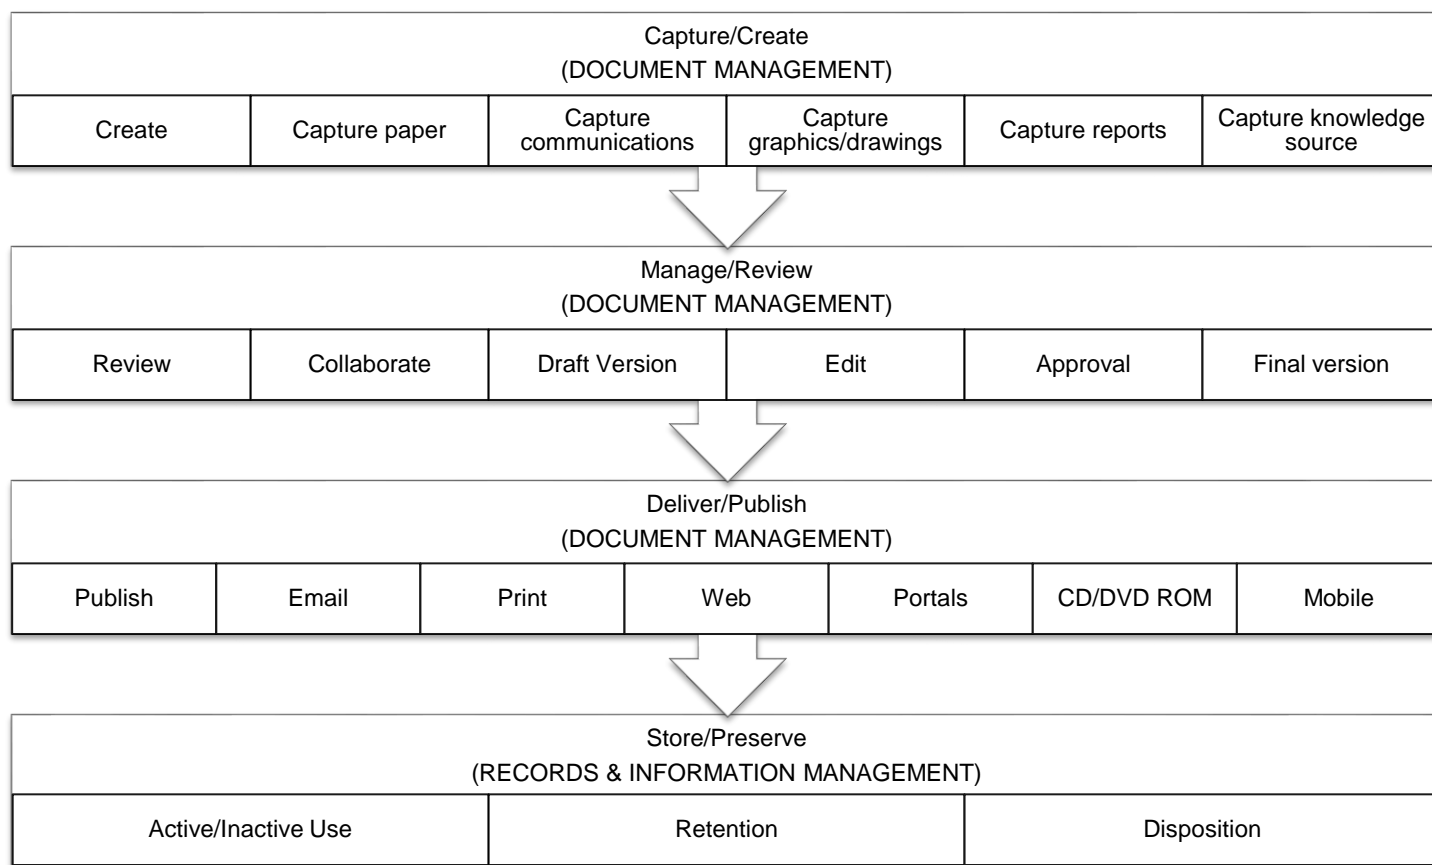 Capture/Create
(DOCUMENT MANAGEMENT)
Create
Capture paper
Capture
communications
Capture
graphics/drawings
Capture reports
Capture knowledge
source
Manage/Review
(DOCUMENT MANAGEMENT)
Review
Collaborate
Draft Version
Edit
Approval
Final version
Deliver/Publish
(DOCUMENT MANAGEMENT)
Publish
Email
Print
Web
Portals
CD/DVD ROM
Mobile
Store/Preserve
(RECORDS & INFORMATION MANAGEMENT)
Active/Inactive Use
Retention
Disposition